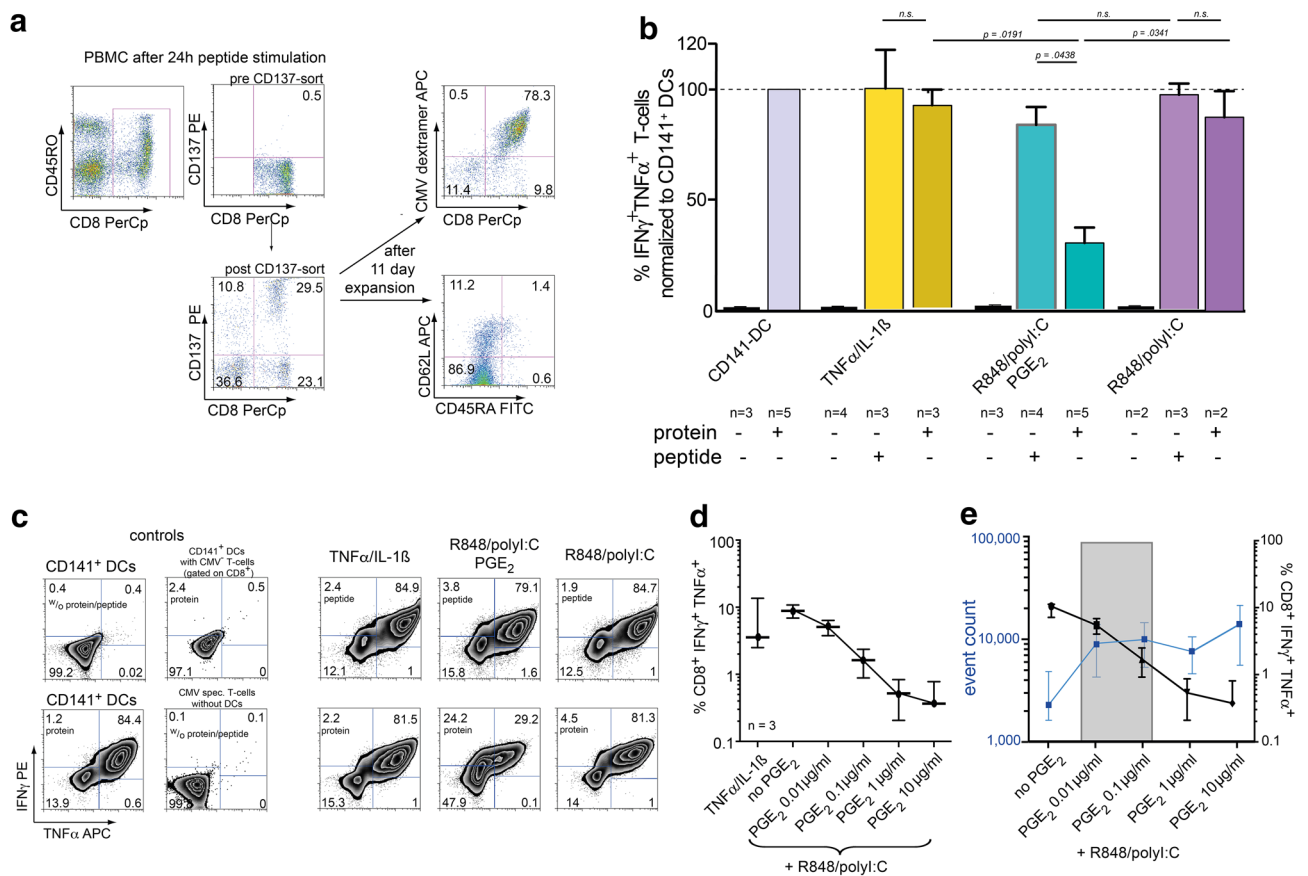 a
PBMC after 24h peptide stimulation
pre CD137-sort
0.5
CD45RO
CD8 PerCp
CD137 PE
CD8 PerCp
0.5
78.3
11.4
9.8
CMV dextramer APC
CD8 PerCp
post CD137-sort
10.8
29.5
36.6
23.1
CD137 PE
CD8 PerCp
after
11 day
expansion
11.2
1.4
86.9
0.6
CD62L APC
CD45RA FITC
b
n.s.
n.s.
n.s.
p = .0191
p = .0341
p = .0438
% IFNγ⁺TNFα⁺ T-cells
normalized to CD141⁺ DCs
120
100
50
0
CD141-DC
TNFα/IL-1ß
R848/polyI:C
PGE₂
R848/polyI:C
n=3 n=5 n=4 n=3 n=3 n=3 n=4 n=5 n=2 n=3 n=2
protein - + - - + - - + - - +
peptide - - - + - - + - - + -
c
controls
CD141⁺ DCs
0.4
0.4
w/o protein/peptide
99.2
0.02
CD141⁺ DCs
with CMV⁻ T-cells
(gated on CD8⁺)
2.4
0.5
protein
97.1
0
TNFα/IL-1ß
2.4
84.9
peptide
12.1
1
R848/polyI:C
PGE₂
3.8
79.1
peptide
15.8
1.6
R848/polyI:C
1.9
84.7
peptide
12.5
1
CD141⁺ DCs
1.2
84.4
protein
13.9
0.6
CMV spec. T-cells
without DCs
0.1
0.1
w/o protein/peptide
0
2.2
81.5
protein
15.3
1
24.2
29.2
protein
47.9
0.1
4.5
81.3
protein
14
1
IFNγ PE
TNFα APC
d
% CD8⁺ IFNγ⁺ TNFα⁺
100
10
1
0.1
n = 3
TNFα/IL-1ß
no PGE₂
PGE₂ 0.01µg/ml
PGE₂ 0.1µg/ml
PGE₂ 1µg/ml
PGE₂ 10µg/ml
+ R848/polyI:C
e
event count
100,000
10,000
1,000
100
10
1
0.1
% CD8⁺ IFNγ⁺ TNFα⁺
no PGE₂
PGE₂ 0.01µg/ml
PGE₂ 0.1µg/ml
PGE₂ 1µg/ml
PGE₂ 10µg/ml
+ R848/polyI:C